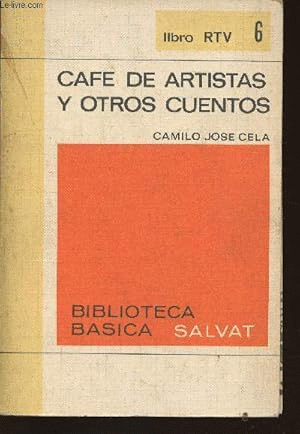 libro RTV 6
CAFE DE ARTISTAS
Y OTROS CUENTOS
CAMILO JOSE CELA
BIBLIOTECA
BASICA SALVAT